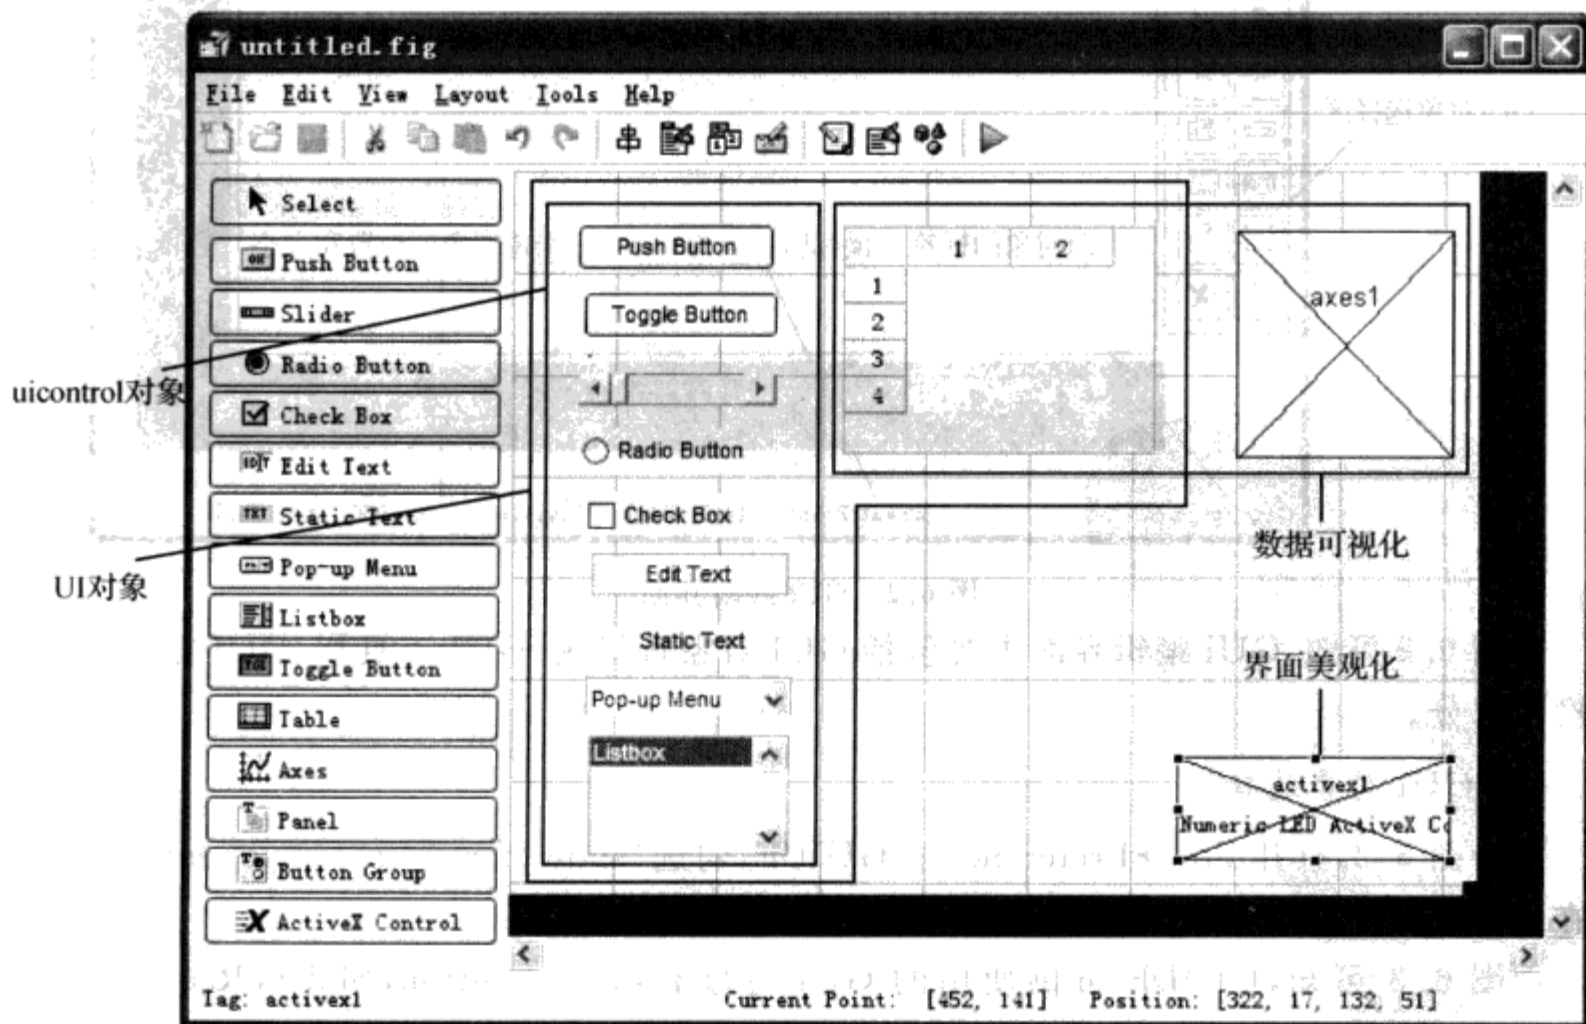 untitled.fig
File Edit View Layout Tools Help
Select
Push Button
Slider
Radio Button
Check Box
Edit Text
Static Text
Pop-up Menu
Listbox
Toggle Button
Table
Axes
Panel
Button Group
ActiveX Control
uicontrol对象
UI对象
Push Button
Toggle Button
Radio Button
Check Box
Edit Text
Static Text
Pop-up Menu
Listbox
1 2
1
2
3
4
axes1
数据可视化
界面美观化
activex1
Numeric LED ActiveX Co
Tag: activex1
Current Point: [452, 141] Position: [322, 17, 132, 51]